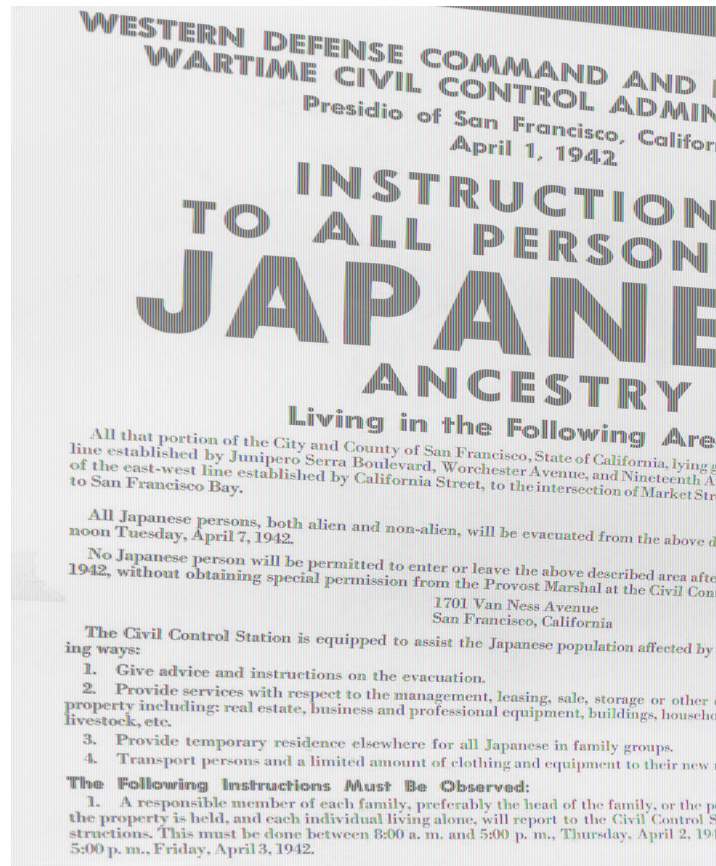 WESTERN DEFENSE COMMAND AND
WARTIME CIVIL CONTROL ADMIN
Presidio of San Francisco, Californ
April 1, 1942
INSTRUCTION
TO ALL PERSON
JAPANE
ANCESTRY
Living in the Following Are
All that portion of the City and County of San Francisco, State of California, lying g
line established by Junipero Serra Boulevard, Worchester Avenue, and Nineteenth A
of the east-west line established by California Street, to the intersection of Market Str
to San Francisco Bay.
All Japanese persons, both alien and non-alien, will be evacuated from the above d
noon Tuesday, April 7, 1942.
No Japanese person will be permitted to enter or leave the above described area afte
1942, without obtaining special permission from the Provost Marshal at the Civil Con
1701 Van Ness Avenue
San Francisco, California
The Civil Control Station is equipped to assist the Japanese population affected by
ing ways:
1. Give advice and instructions on the evacuation.
2. Provide services with respect to the management, leasing, sale, storage or other
property including: real estate, business and professional equipment, buildings, househo
livestock, etc.
3. Provide temporary residence elsewhere for all Japanese in family groups.
4. Transport persons and a limited amount of clothing and equipment to their new
The Following Instructions Must Be Observed:
1. A responsible member of each family, preferably the head of the family, or the pe
the property is held, and each individual living alone, will report to the Civil Control S
structions. This must be done between 8:00 a. m. and 5:00 p. m., Thursday, April 2, 194
5:00 p. m., Friday, April 3, 1942.